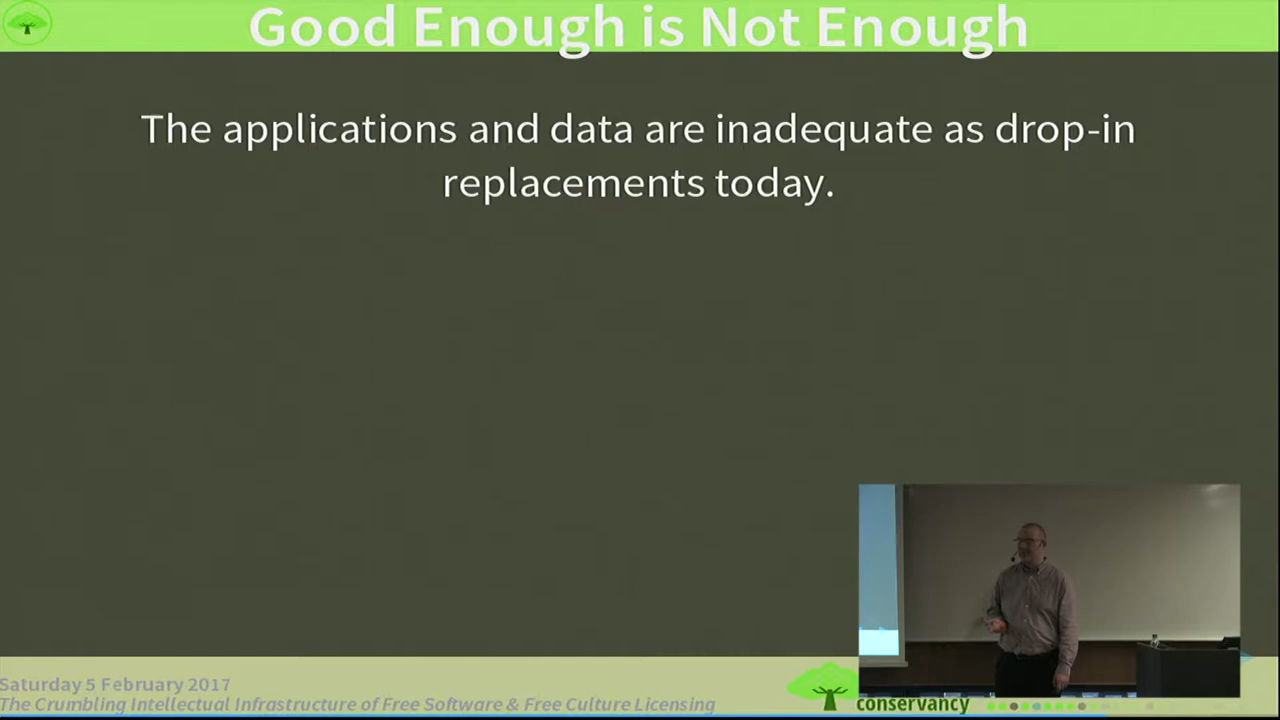 Good Enough is Not Enough
The applications and data are inadequate as drop-in
replacements today.
Saturday 5 February 2017
The Crumbling Intellectual Infrastructure of Free Software & Free Culture Licensing
conservancy